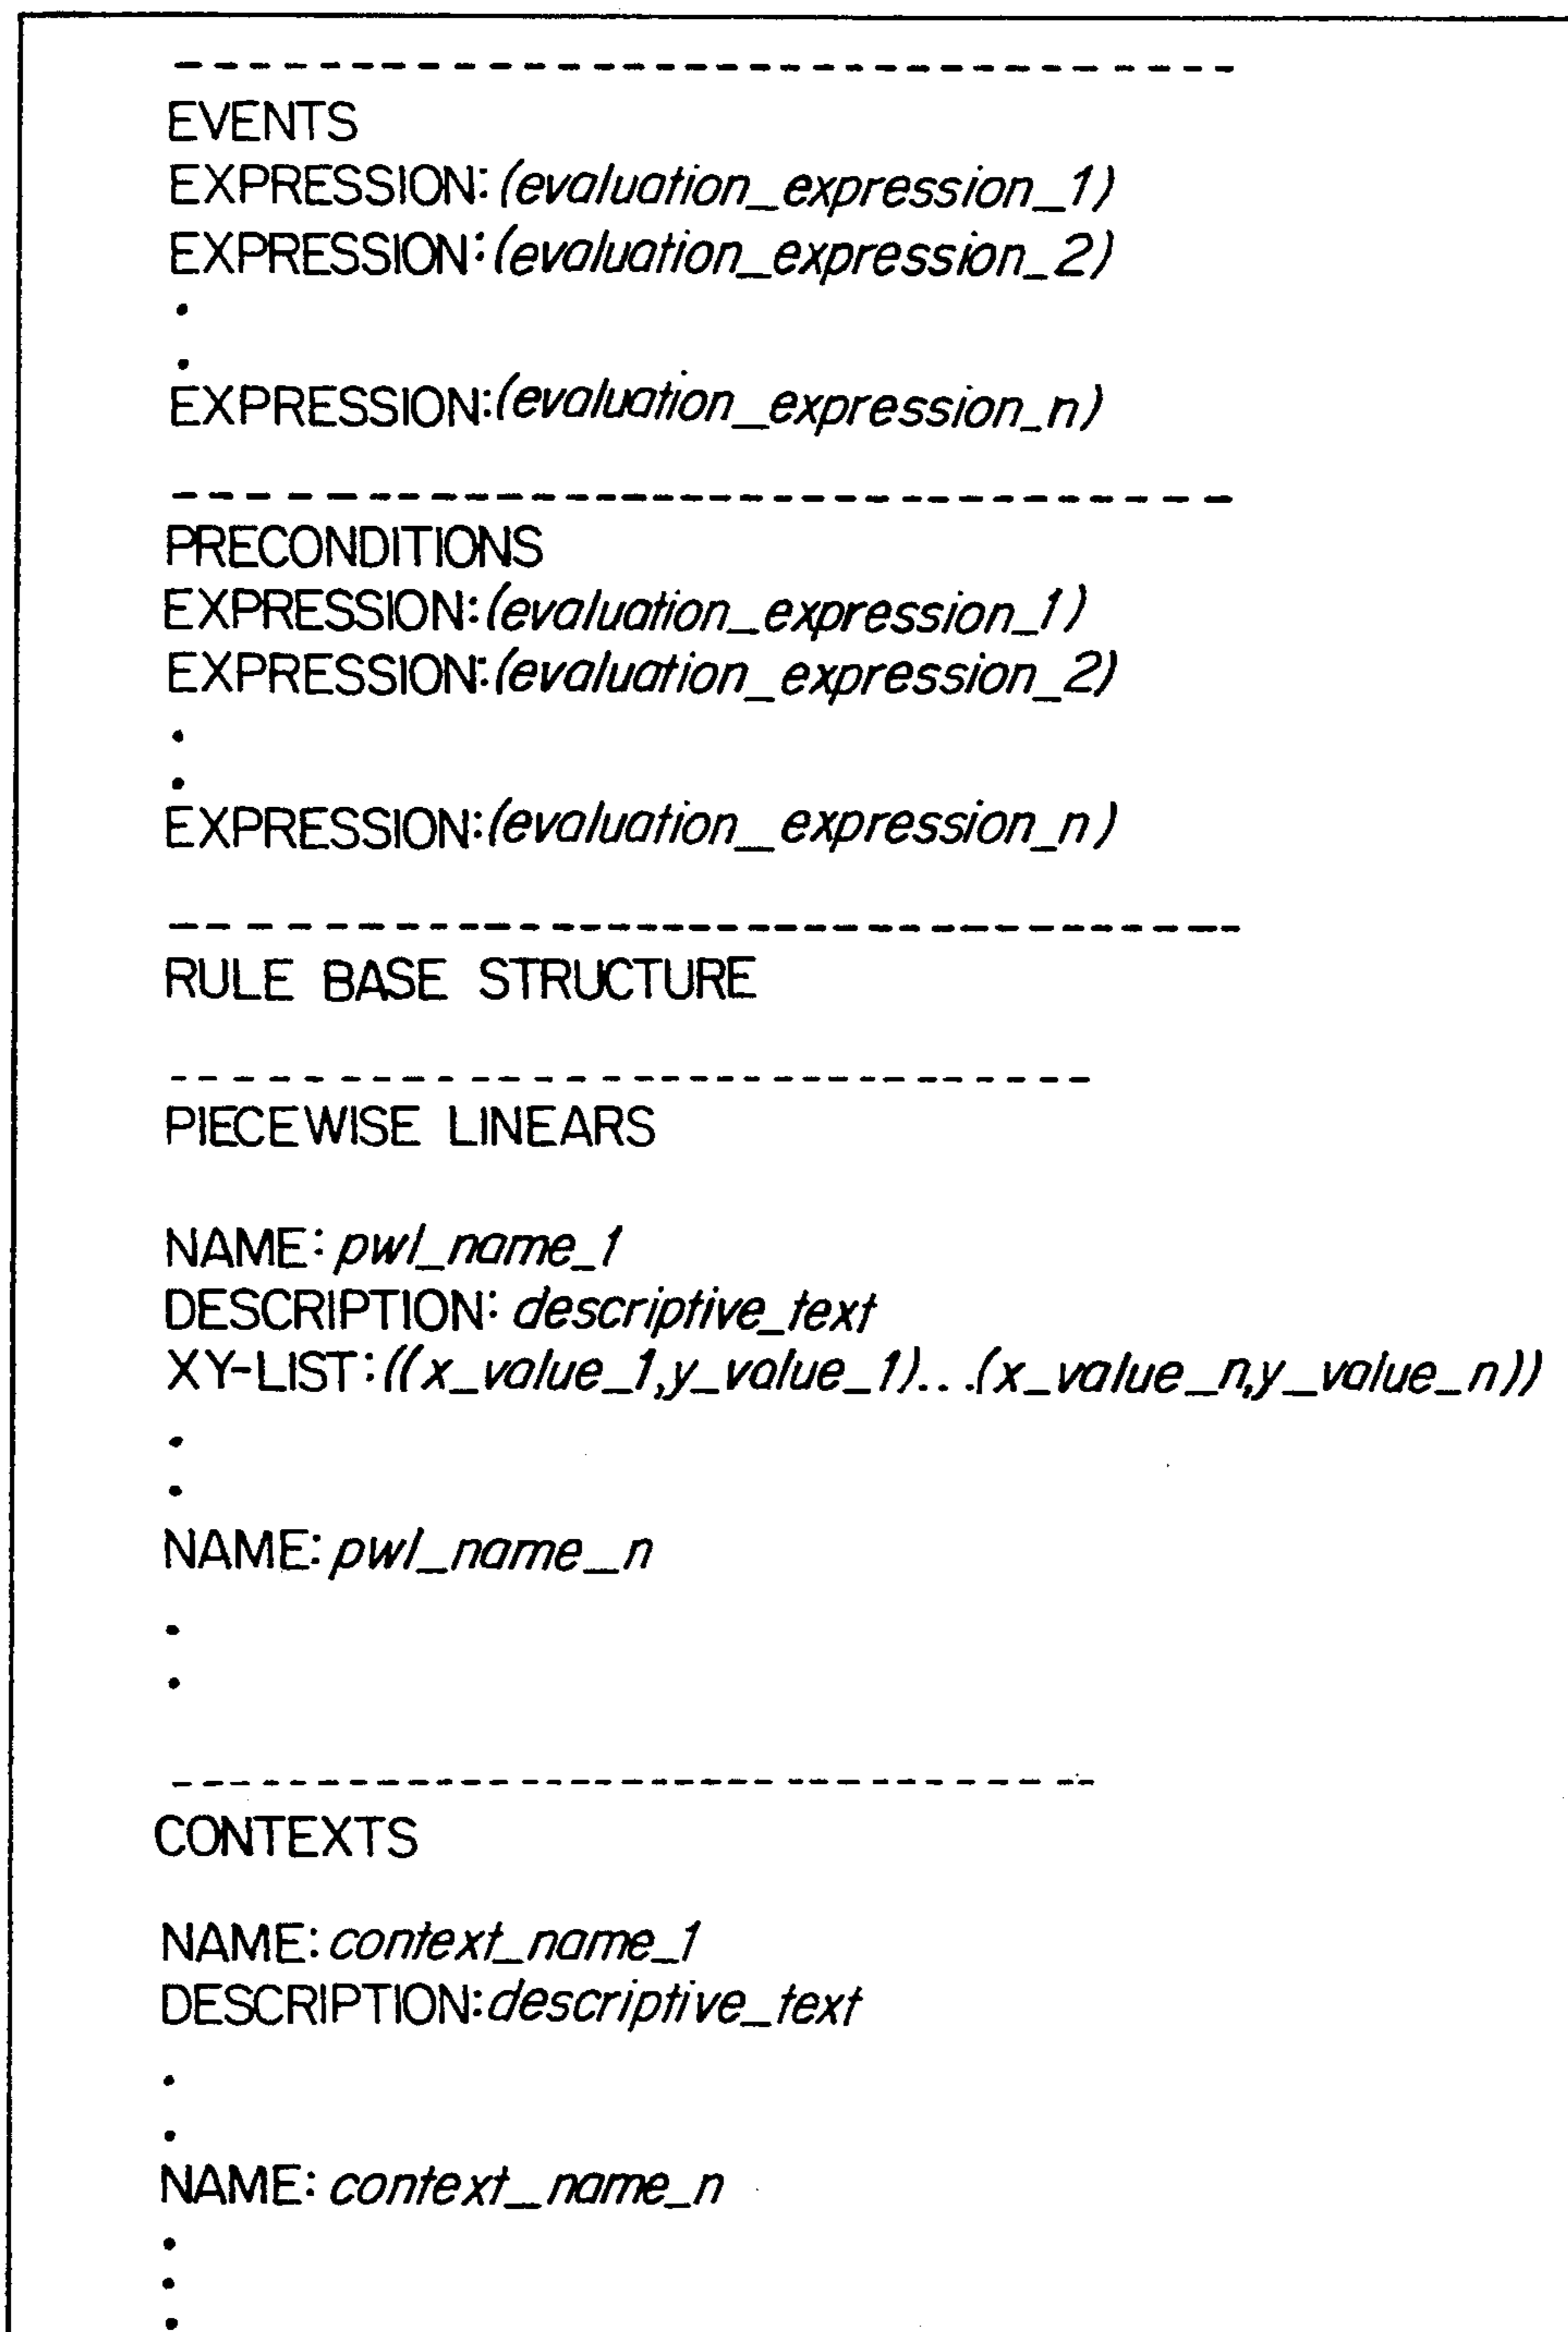 --------------------------------
EVENTS
EXPRESSION: (evaluation_expression_1)
EXPRESSION: (evaluation_expression_2)
.
.
EXPRESSION: (evaluation_expression_n)
--------------------------------
PRECONDITIONS
EXPRESSION: (evaluation_expression_1)
EXPRESSION: (evaluation_expression_2)
.
.
EXPRESSION: (evaluation_expression_n)
--------------------------------
RULE BASE STRUCTURE
----------------------------
PIECEWISE LINEARS
NAME: pwl_name_1
DESCRIPTION: descriptive_text
XY-LIST: ((x_value_1,y_value_1)...(x_value_n,y_value_n))
.
.
NAME: pwl_name_n
.
.
----------------------------
CONTEXTS
NAME: context_name_1
DESCRIPTION: descriptive_text
.
.
NAME: context_name_n
.
.
.